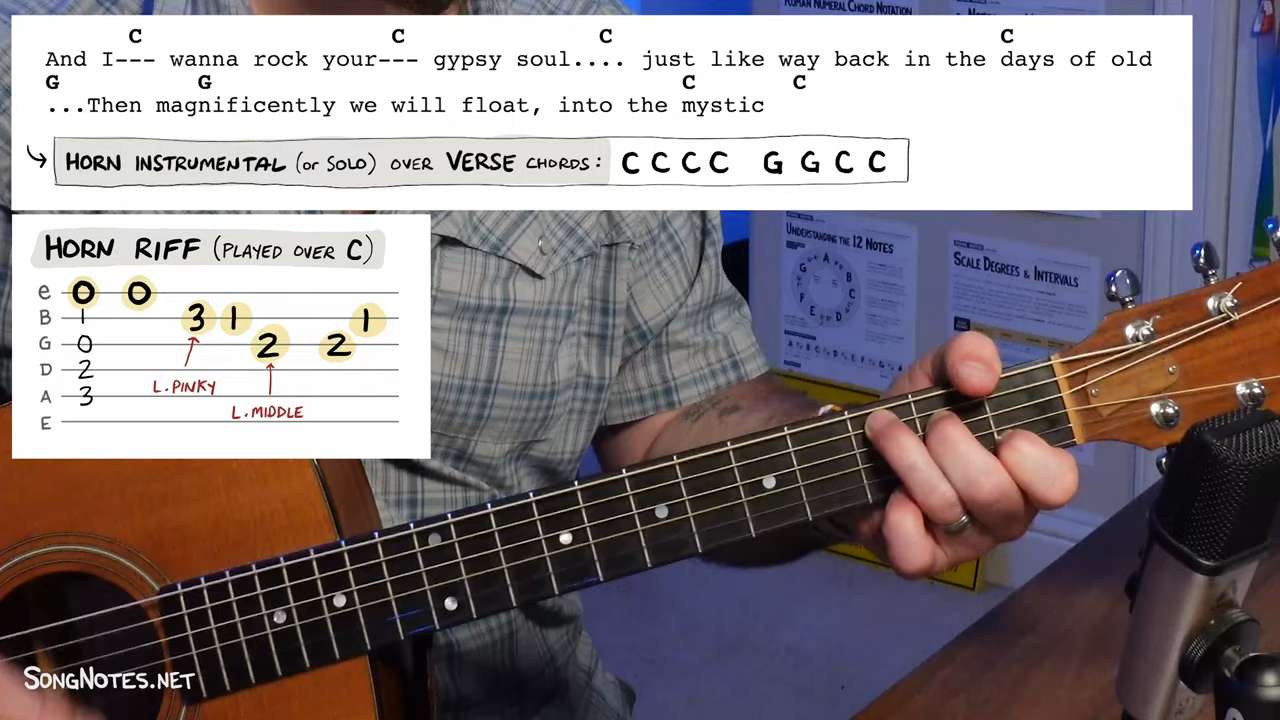 ROMAN NUMERAL CHORD NOTATION
C C C C
And I--- wanna rock your--- gypsy soul.... just like way back in the days of old
G G C C
...Then magnificently we will float, into the mystic
HORN INSTRUMENTAL (OR SOLO) OVER VERSE CHORDS: C C C C G G C C
HORN RIFF (PLAYED OVER C)
e 0 0
B 1 3 1 1
G 0 2 2
D 2
A 3
E
L.PINKY
L.MIDDLE
UNDERSTANDING THE 12 NOTES
A
B
C
D
E
F
G
SCALE DEGREES & INTERVALS
SONGNOTES.NET